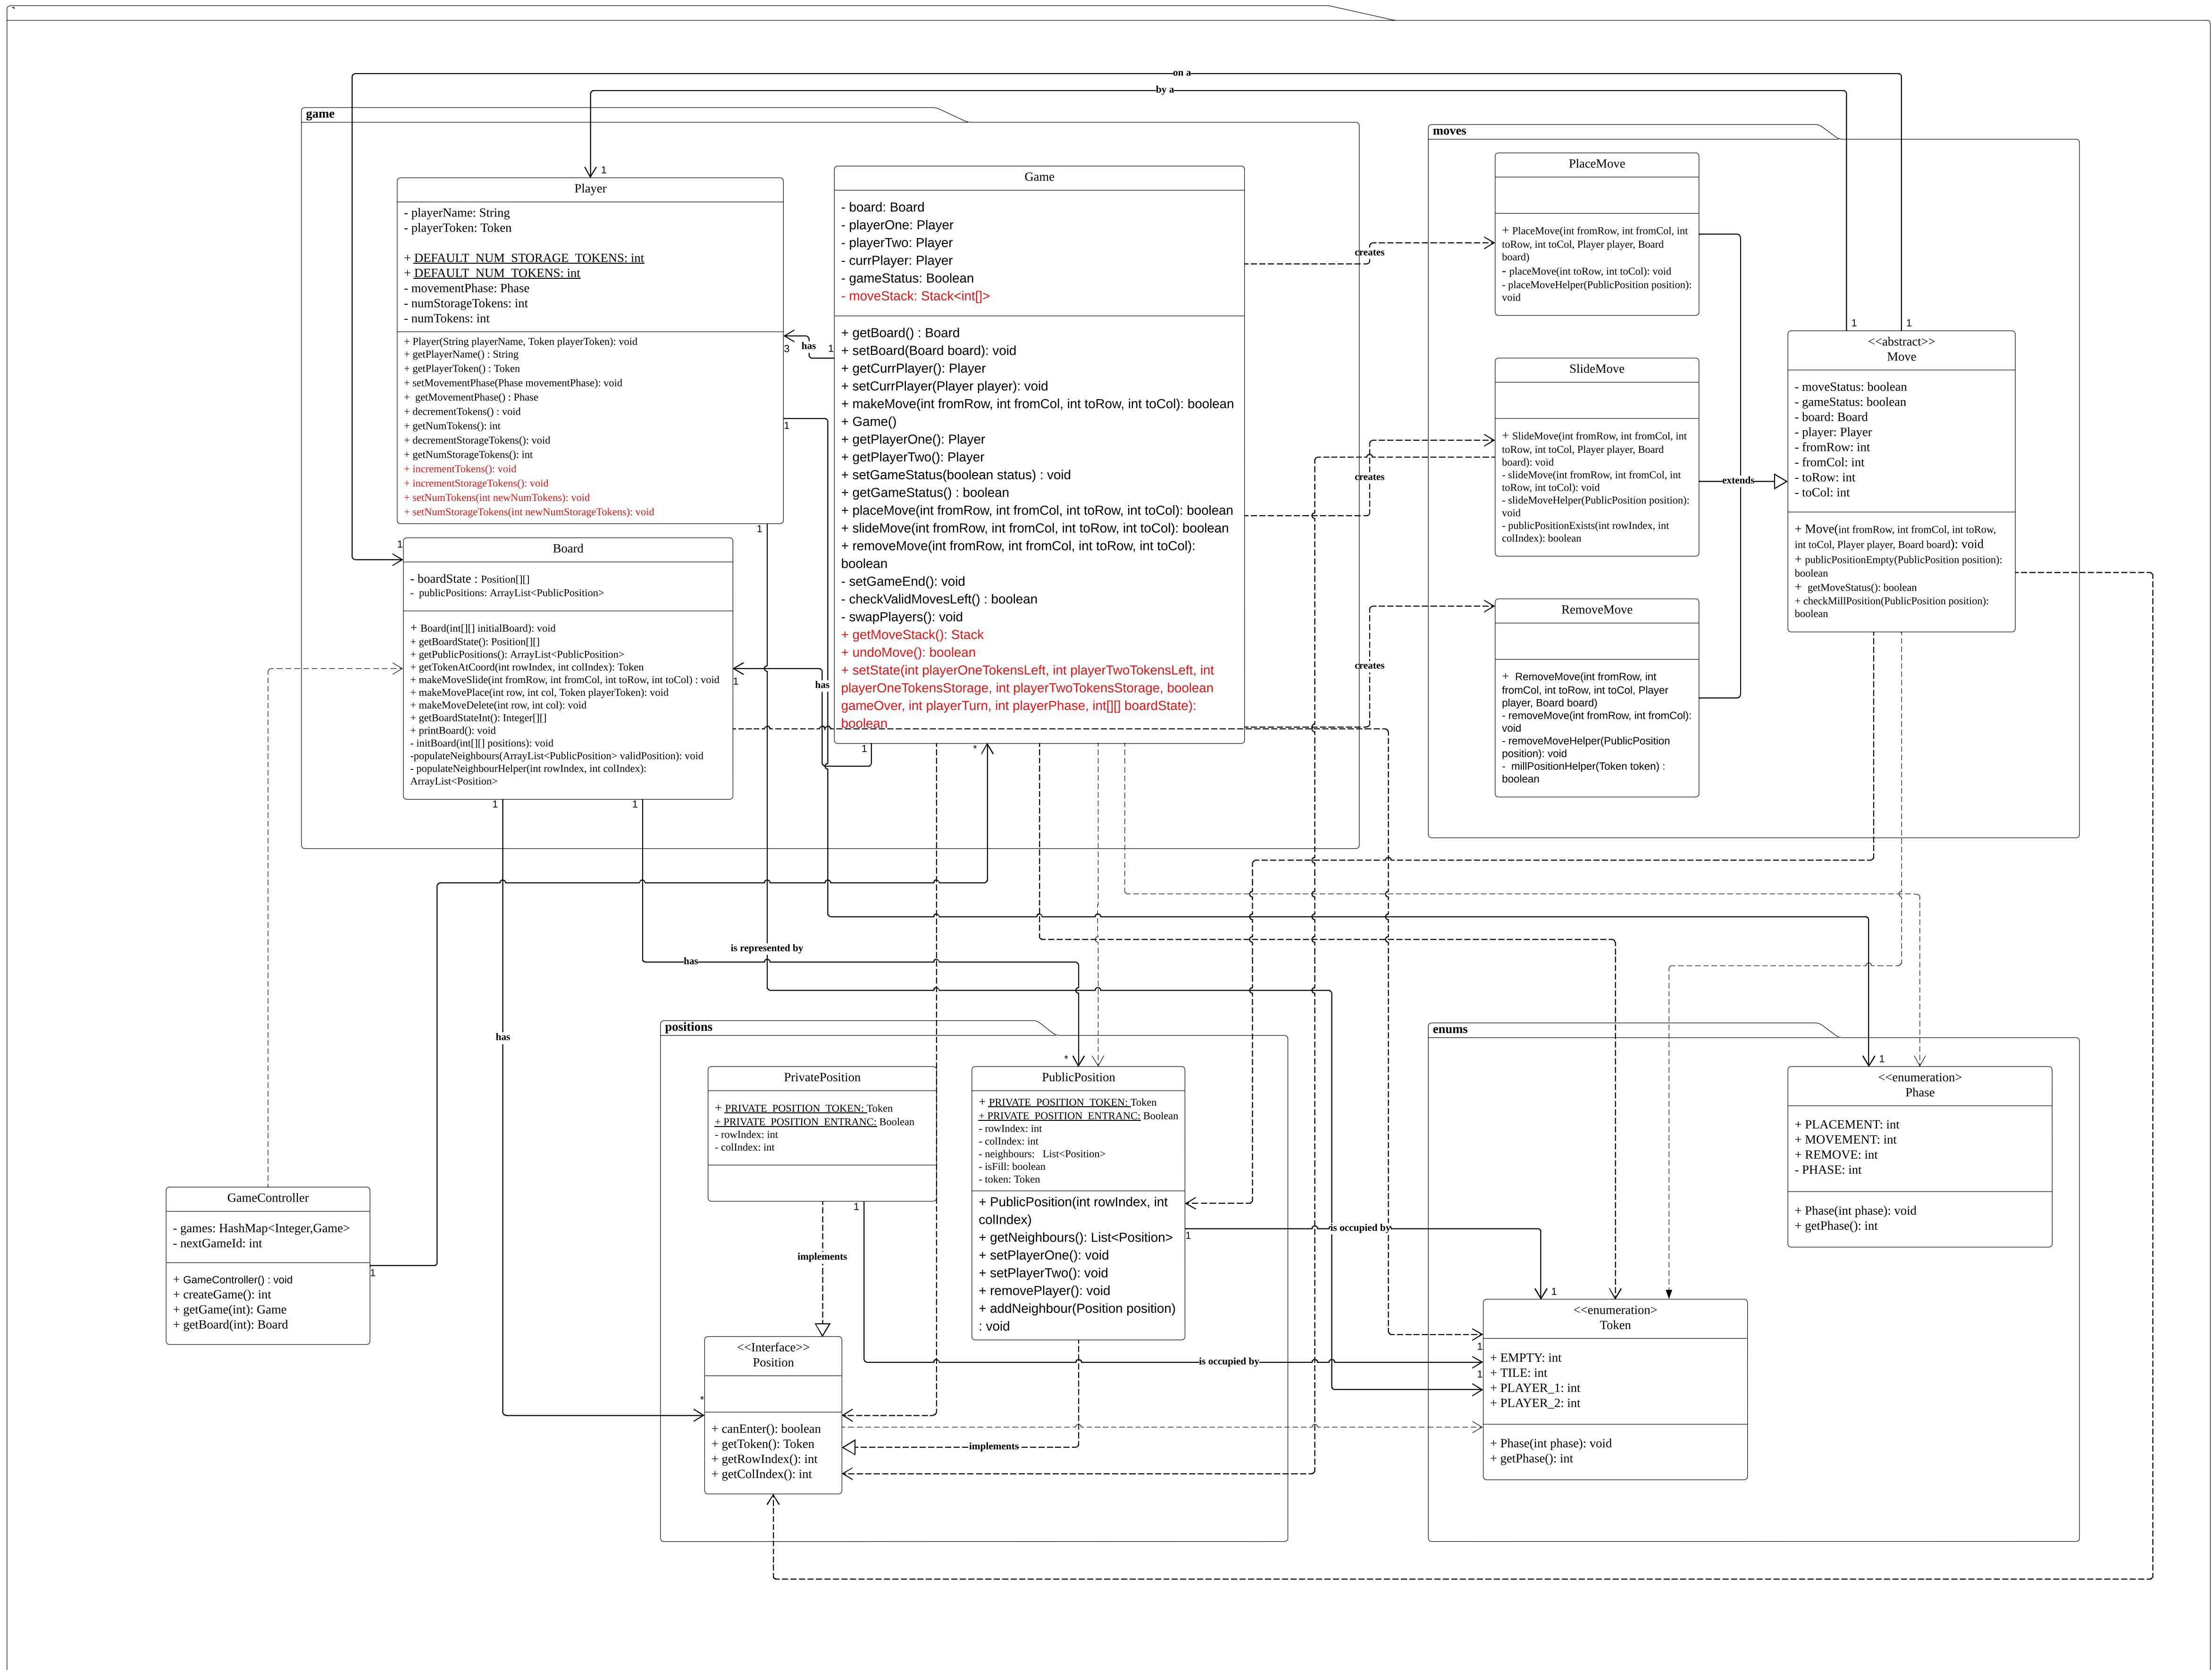 `
on a
by a
game
Player
- playerName: String
- playerToken: Token
+ DEFAULT_NUM_STORAGE_TOKENS: int
+ DEFAULT_NUM_TOKENS: int
- movementPhase: Phase
- numStorageTokens: int
- numTokens: int
+ Player(String playerName, Token playerToken): void
+ getPlayerName() : String
+ getPlayerToken() : Token
+ setMovementPhase(Phase movementPhase): void
+  getMovementPhase() : Phase
+ decrementTokens() : void
+ getNumTokens(): int
+ decrementStorageTokens(): void
+ getNumStorageTokens(): int
+ incrementTokens(): void
+ incrementStorageTokens(): void
+ setNumTokens(int newNumTokens): void
+ setNumStorageTokens(int newNumStorageTokens): void
1
3
has
1
1
1
Game
- board: Board
- playerOne: Player
- playerTwo: Player
- currPlayer: Player
- gameStatus: Boolean
- moveStack: Stack<int[]>
+ getBoard() : Board
+ setBoard(Board board): void
+ getCurrPlayer(): Player
+ setCurrPlayer(Player player): void
+ makeMove(int fromRow, int fromCol, int toRow, int toCol): boolean
+ Game()
+ getPlayerOne(): Player
+ getPlayerTwo(): Player
+ setGameStatus(boolean status) : void
+ getGameStatus() : boolean
+ placeMove(int fromRow, int fromCol, int toRow, int toCol): boolean
+ slideMove(int fromRow, int fromCol, int toRow, int toCol): boolean
+ removeMove(int fromRow, int fromCol, int toRow, int toCol):
boolean
- setGameEnd(): void
- checkValidMovesLeft() : boolean
- swapPlayers(): void
+ getMoveStack(): Stack
+ undoMove(): boolean
+ setState(int playerOneTokensLeft, int playerTwoTokensLeft, int
playerOneTokensStorage, int playerTwoTokensStorage, boolean
gameOver, int playerTurn, int playerPhase, int[][] boardState):
boolean
1
*
1
Board
- boardState : Position[][]
-  publicPositions: ArrayList<PublicPosition>
+ Board(int[][] initialBoard): void
+ getBoardState(): Position[][]
+ getPublicPositions(): ArrayList<PublicPosition>
+ getTokenAtCoord(int rowIndex, int colIndex): Token
+ makeMoveSlide(int fromRow, int fromCol, int toRow, int toCol) : void
+ makeMovePlace(int row, int col, Token playerToken): void
+ makeMoveDelete(int row, int col): void
+ getBoardStateInt(): Integer[][]
+ printBoard(): void
- initBoard(int[][] positions): void
-populateNeighbours(ArrayList<PublicPosition> validPosition): void
- populateNeighbourHelper(int rowIndex, int colIndex):
ArrayList<Position>
1
has
1
1
creates
creates
creates
moves
PlaceMove
+ PlaceMove(int fromRow, int fromCol, int
toRow, int toCol, Player player, Board
board)
- placeMove(int toRow, int toCol): void
- placeMoveHelper(PublicPosition position):
void
SlideMove
+ SlideMove(int fromRow, int fromCol, int
toRow, int toCol, Player player, Board
board): void
- slideMove(int fromRow, int fromCol, int
toRow, int toCol): void
- slideMoveHelper(PublicPosition position):
void
- publicPositionExists(int rowIndex, int
colIndex): boolean
RemoveMove
+  RemoveMove(int fromRow, int
fromCol, int toRow, int toCol, Player
player, Board board)
- removeMove(int fromRow, int fromCol):
void
- removeMoveHelper(PublicPosition
position): void
-  millPositionHelper(Token token) :
boolean
extends
1
1
<<abstract>>
Move
- moveStatus: boolean
- gameStatus: boolean
- board: Board
- player: Player
- fromRow: int
- fromCol: int
- toRow: int
- toCol: int
+ Move(int fromRow, int fromCol, int toRow,
int toCol, Player player, Board board): void
+ publicPositionEmpty(PublicPosition position):
boolean
+  getMoveStatus(): boolean
+ checkMillPosition(PublicPosition position):
boolean
is represented by
has
has
positions
PrivatePosition
+ PRIVATE_POSITION_TOKEN: Token
+ PRIVATE_POSITION_ENTRANC: Boolean
- rowIndex: int
- colIndex: int
1
implements
*
PublicPosition
+ PRIVATE_POSITION_TOKEN: Token
+ PRIVATE_POSITION_ENTRANC: Boolean
- rowIndex: int
- colIndex: int
- neighbours:   List<Position>
- isFill: boolean
- token: Token
+ PublicPosition(int rowIndex, int
colIndex)
+ getNeighbours(): List<Position>
+ setPlayerOne(): void
+ setPlayerTwo(): void
+ removePlayer(): void
+ addNeighbour(Position position)
: void
1
is occupied by
is occupied by
implements
<<Interface>>
Position
*
+ canEnter(): boolean
+ getToken(): Token
+ getRowIndex(): int
+ getColIndex(): int
GameController
- games: HashMap<Integer,Game>
- nextGameId: int
+ GameController() : void
+ createGame(): int
+ getGame(int): Game
+ getBoard(int): Board
1
enums
1
<<enumeration>>
Phase
+ PLACEMENT: int
+ MOVEMENT: int
+ REMOVE: int
- PHASE: int
+ Phase(int phase): void
+ getPhase(): int
1
<<enumeration>>
Token
1
1
+ EMPTY: int
+ TILE: int
+ PLAYER_1: int
+ PLAYER_2: int
+ Phase(int phase): void
+ getPhase(): int